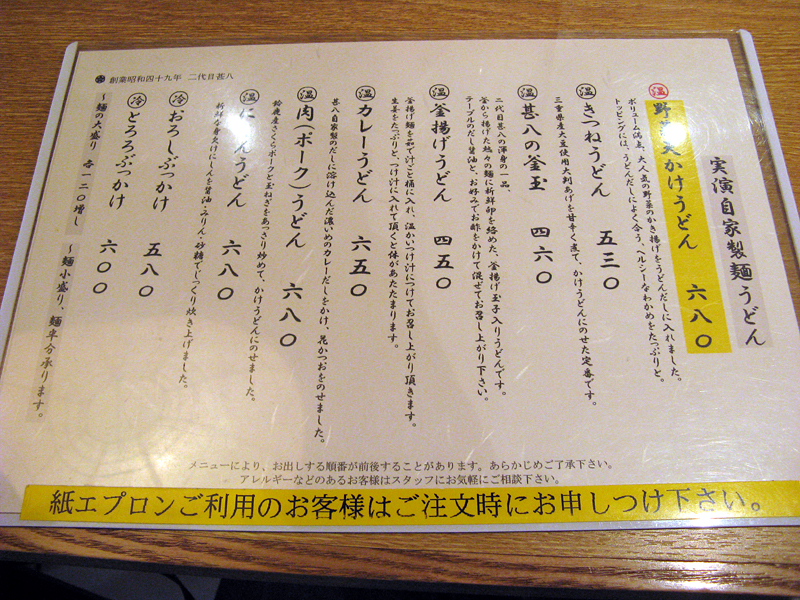 実演自家製麺うどん
温 野菜天かけうどん 六八〇
ボリューム満点、大人気の野菜のかき揚げをうどんだしに入れました。
トッピングには、うどんだしによく合う、ヘルシーなわかめをたっぷりと。
温 きつねうどん 五三〇
三重県産大豆使用大判あげを甘辛く煮て、かけうどんにのせた定番です。
温 甚八の釜玉 四六〇
二代目甚八の渾身の一品、
釜から揚げた熱々の麺に新鮮卵を絡めた、釜揚げ玉子入りうどんです。
テーブルのだし醤油と、お好みでお酢をかけて混ぜてお召し上がり下さい。
温 釜揚げうどん 四五〇
釜揚げ麺を茹で汁ごと桶に入れ、温かいつけ汁につけてお召し上がり頂きます。
生姜をたっぷりと、つけ汁に入れて頂くと体があたたまります。
温 カレーうどん 六五〇
甚八自家製のだしに溶け込んだ濃いめのカレーだしをかけ、花かつおをのせました。
温 肉(ポーク)うどん 六八〇
鈴鹿産さくらポークと玉ねぎをあっさり炒めて、かけうどんにのせました。
温 にしんうどん 六八〇
新鮮な身欠けにしんを醤油・みりん・砂糖でじっくり炊き上げました。
冷 おろしぶっかけ 五八〇
冷 とろろぶっかけ 六〇〇
〜麺の大盛り 各一二〇増し 〜麺小盛り、麺半分承ります。
創業昭和四十九年 二代目甚八
メニューにより、お出しする順番が前後することがあります。あらかじめご了承下さい。
アレルギーなどのあるお客様はスタッフにお気軽にご相談下さい。
紙エプロンご利用のお客様はご注文時にお申しつけ下さい。